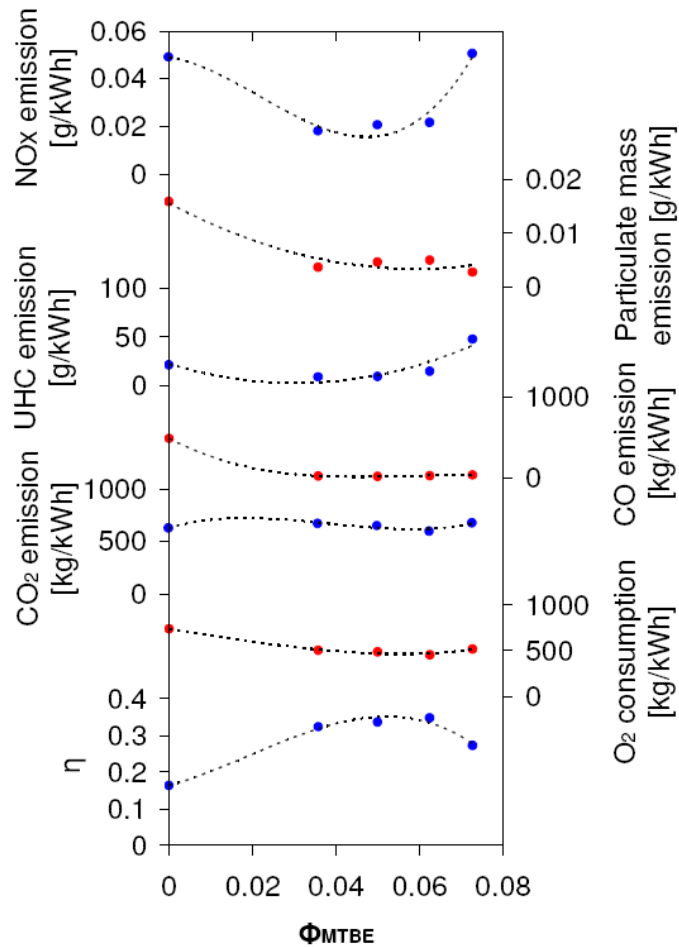 NOx emission
[g/kWh]
0.06
0.04
0.02
0
Particulate mass
emission [g/kWh]
0.02
0.01
0
UHC emission
[g/kWh]
100
50
0
CO emission
[kg/kWh]
1000
0
CO₂ emission
[kg/kWh]
1000
500
0
O₂ consumption
[kg/kWh]
1000
500
0
η
0.4
0.3
0.2
0.1
0
0 0.02 0.04 0.06 0.08
ΦMTBE